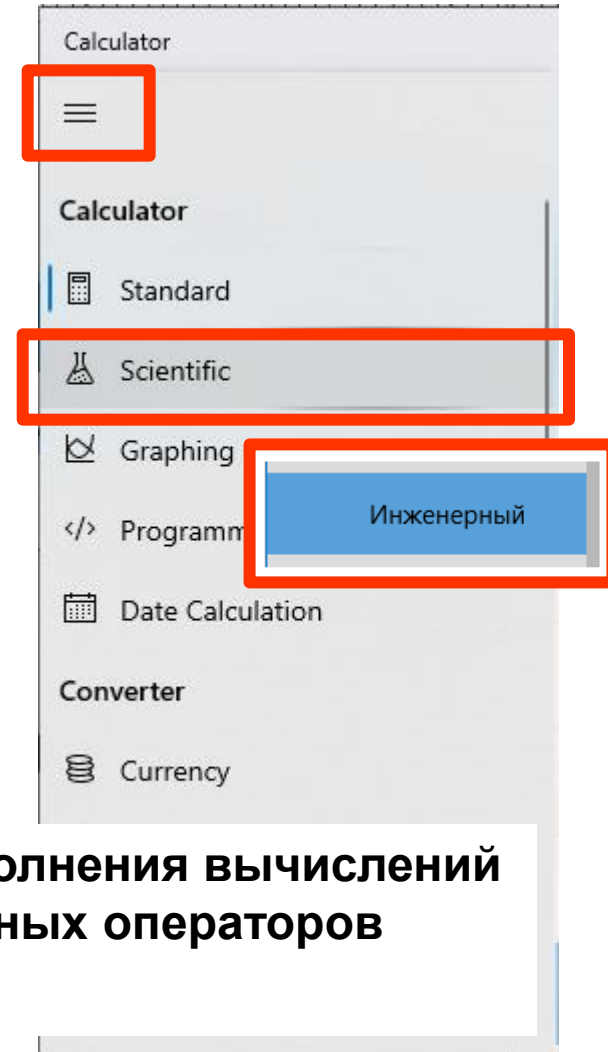 Calculator
Calculator
Standard
Scientific
Graphing
Programm
Инженерный
Date Calculation
Converter
Currency
олнения вычислений
ных операторов